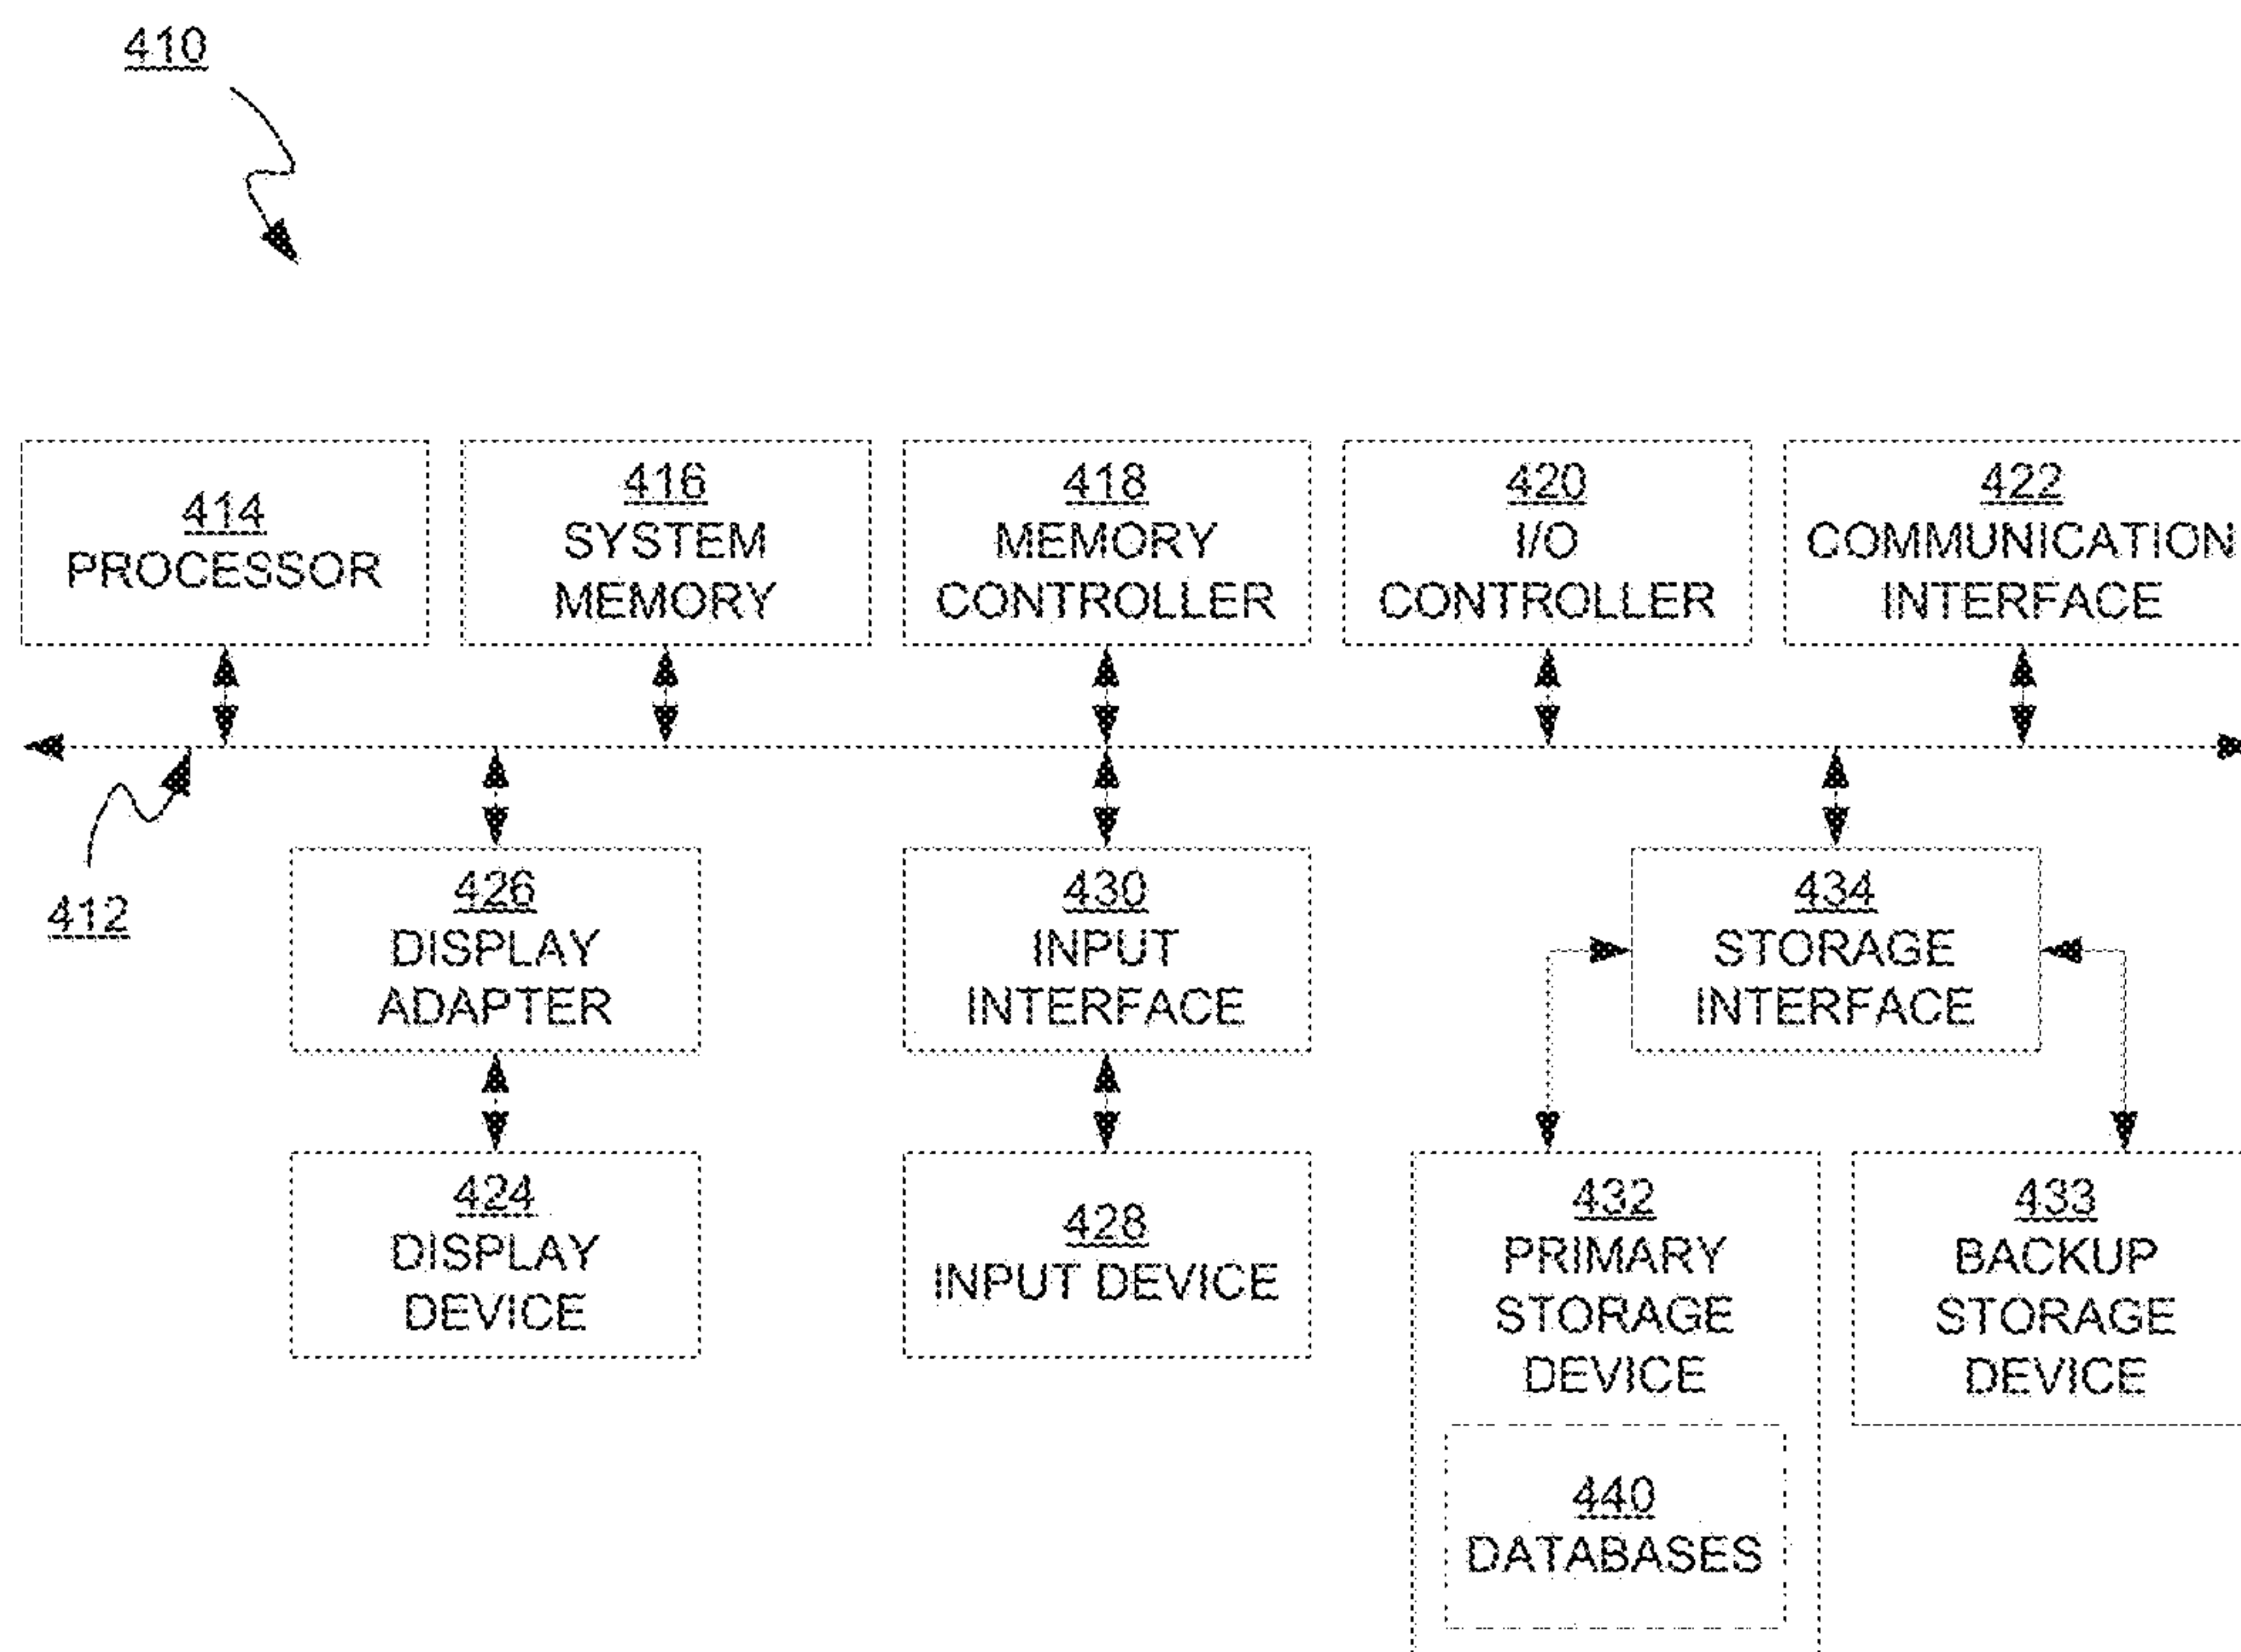 410
414
PROCESSOR
416
SYSTEM
MEMORY
418
MEMORY
CONTROLLER
420
I/O
CONTROLLER
422
COMMUNICATION
INTERFACE
412
426
DISPLAY
ADAPTER
430
INPUT
INTERFACE
434
STORAGE
INTERFACE
424
DISPLAY
DEVICE
428
INPUT DEVICE
432
PRIMARY
STORAGE
DEVICE
433
BACKUP
STORAGE
DEVICE
440
DATABASES